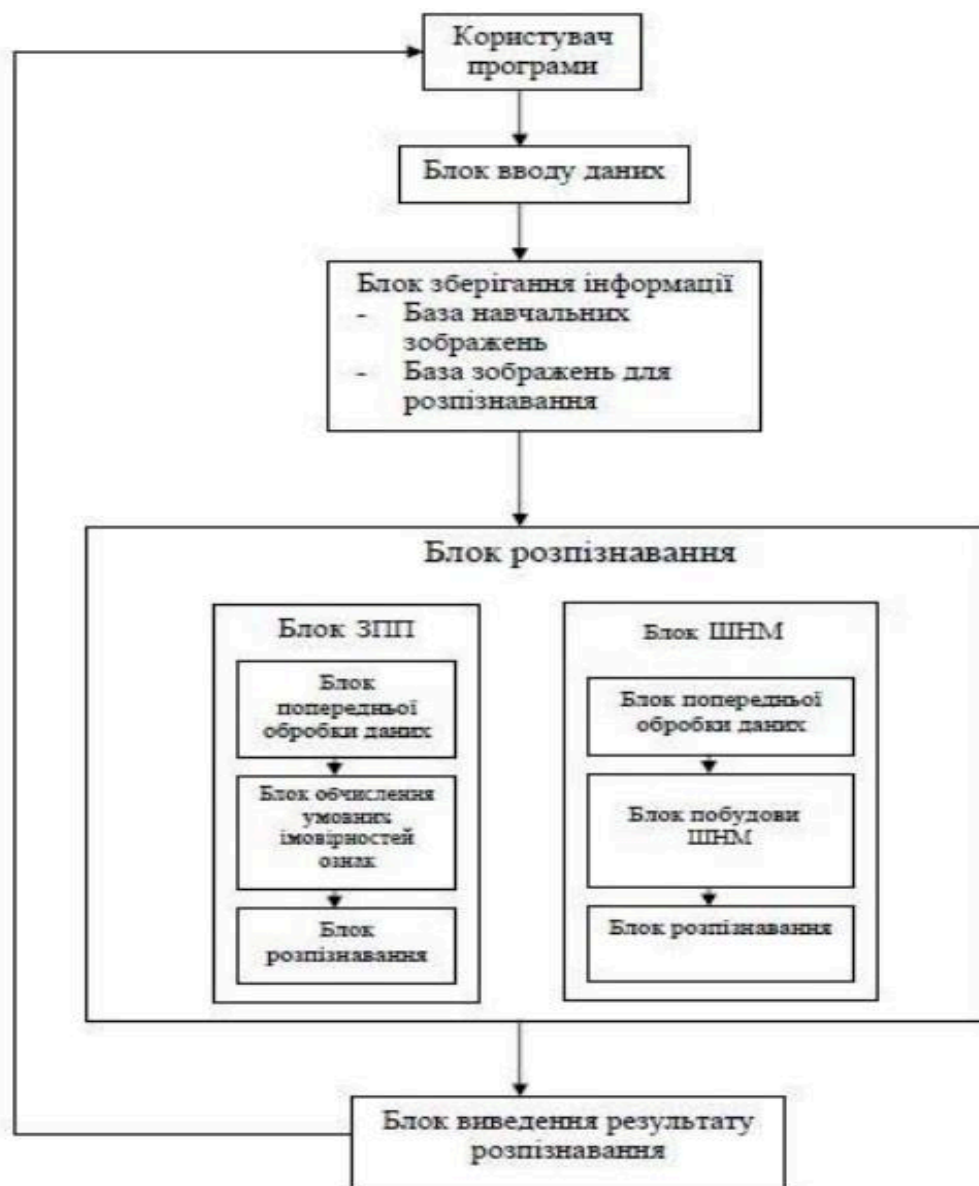 Користувач
програми
Блок вводу даних
Блок зберігання інформації
- База навчальних
зображень
- База зображень для
розпізнавання
Блок розпізнавання
Блок ЗПП
Блок
попередньої
обробки даних
Блок обчислення
умовних
імовірностей
ознак
Блок
розпізнавання
Блок ШНМ
Блок попередньої
обробки даних
Блок побудови
ШНМ
Блок розпізнавання
Блок виведення результату
розпізнавання